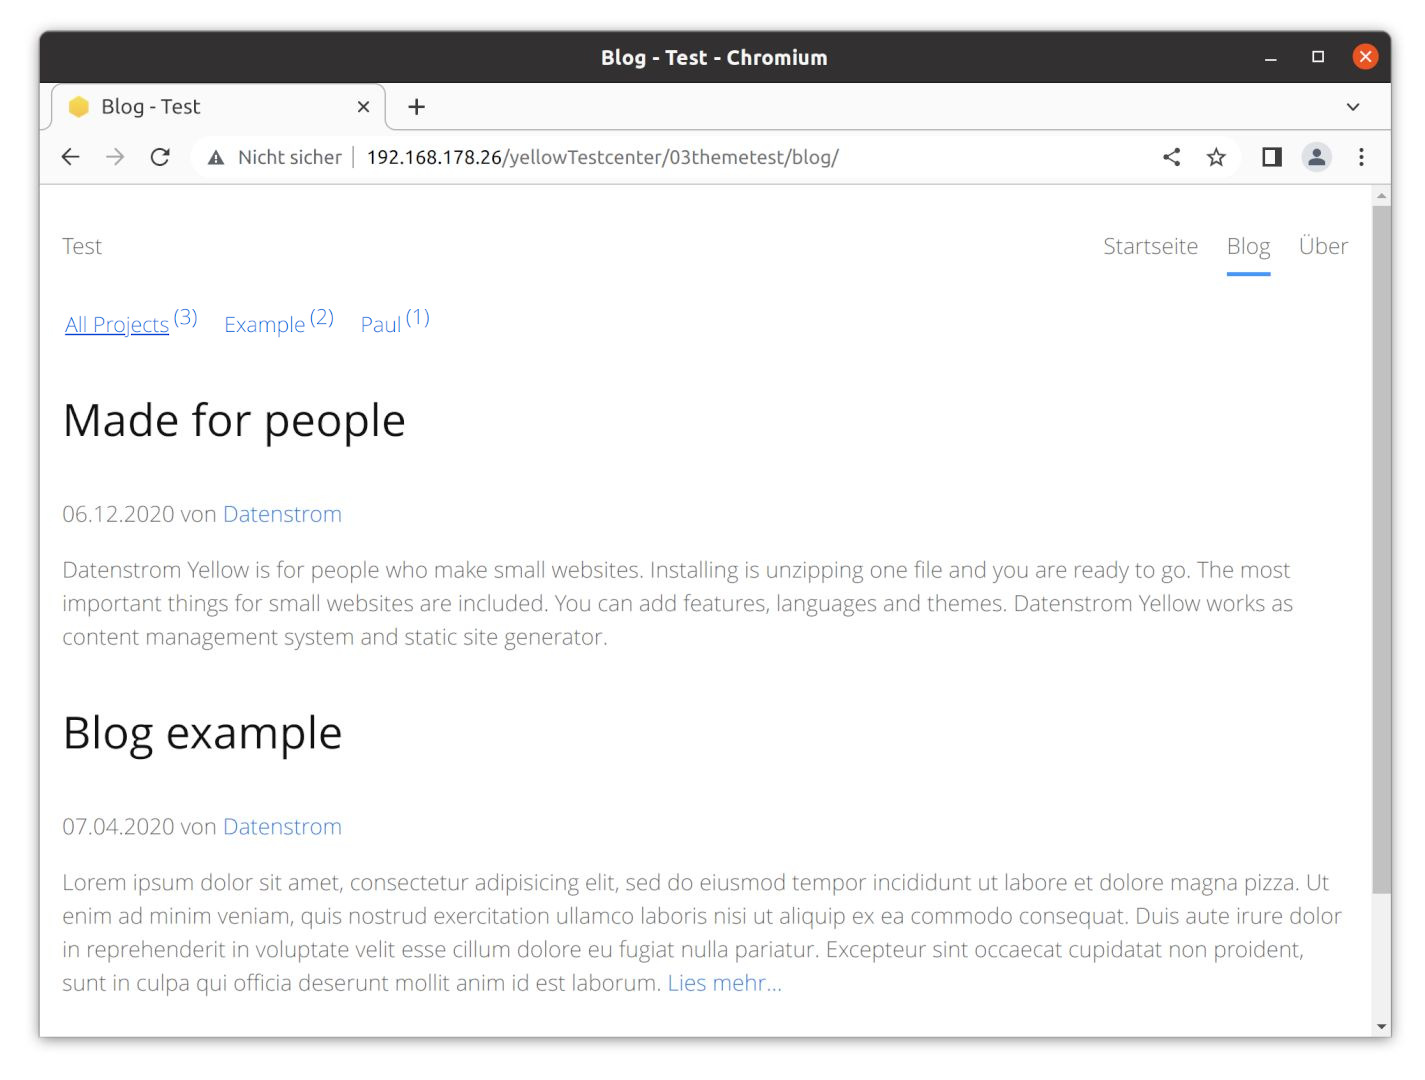 Blog - Test - Chromium
Blog - Test
Nicht sicher 192.168.178.26/yellowTestcenter/03themetest/blog/
Test Startseite Blog Über
All Projects (3) Example (2) Paul (1)
Made for people
06.12.2020 von Datenstrom
Datenstrom Yellow is for people who make small websites. Installing is unzipping one file and you are ready to go. The most
important things for small websites are included. You can add features, languages and themes. Datenstrom Yellow works as
content management system and static site generator.
Blog example
07.04.2020 von Datenstrom
Lorem ipsum dolor sit amet, consectetur adipisicing elit, sed do eiusmod tempor incididunt ut labore et dolore magna pizza. Ut
enim ad minim veniam, quis nostrud exercitation ullamco laboris nisi ut aliquip ex ea commodo consequat. Duis aute irure dolor
in reprehenderit in voluptate velit esse cillum dolore eu fugiat nulla pariatur. Excepteur sint occaecat cupidatat non proident,
sunt in culpa qui officia deserunt mollit anim id est laborum. Lies mehr...